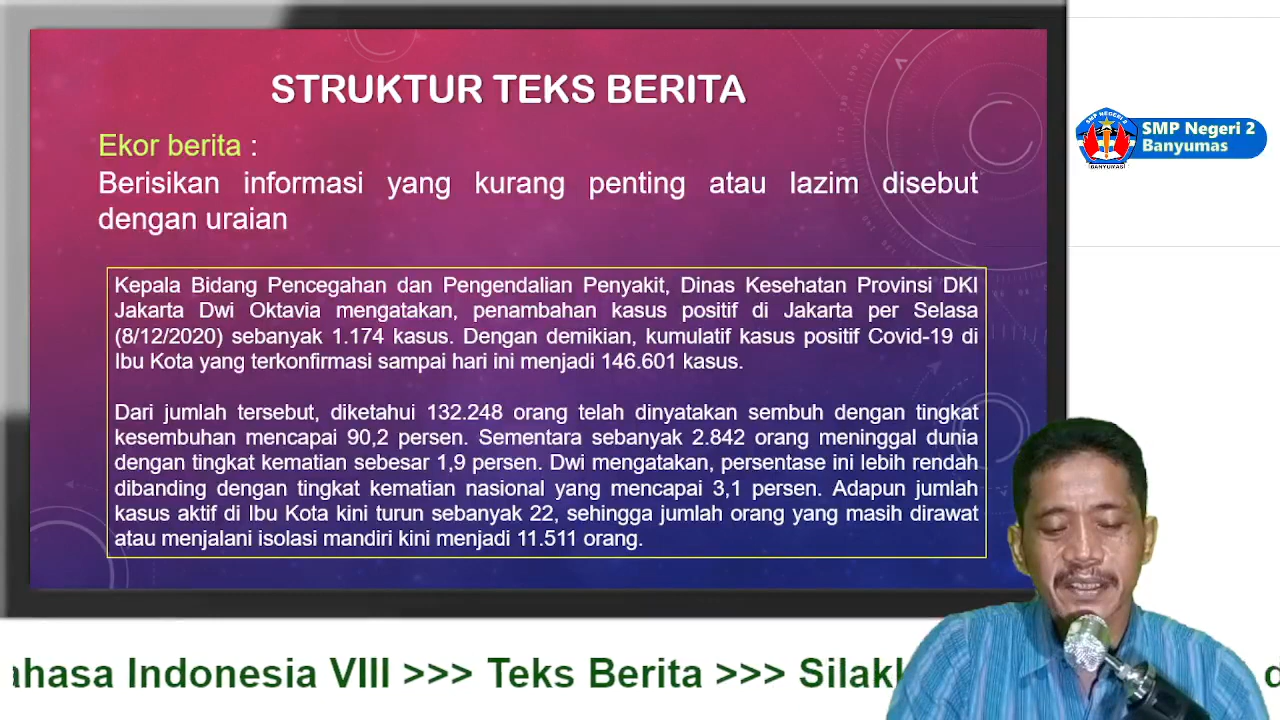 STRUKTUR TEKS BERITA
Ekor berita :
Berisikan informasi yang kurang penting atau lazim disebut
dengan uraian
Kepala Bidang Pencegahan dan Pengendalian Penyakit, Dinas Kesehatan Provinsi DKI
Jakarta Dwi Oktavia mengatakan, penambahan kasus positif di Jakarta per Selasa
(8/12/2020) sebanyak 1.174 kasus. Dengan demikian, kumulatif kasus positif Covid-19 di
Ibu Kota yang terkonfirmasi sampai hari ini menjadi 146.601 kasus.
Dari jumlah tersebut, diketahui 132.248 orang telah dinyatakan sembuh dengan tingkat
kesembuhan mencapai 90,2 persen. Sementara sebanyak 2.842 orang meninggal dunia
dengan tingkat kematian sebesar 1,9 persen. Dwi mengatakan, persentase ini lebih rendah
dibanding dengan tingkat kematian nasional yang mencapai 3,1 persen. Adapun jumlah
kasus aktif di Ibu Kota kini turun sebanyak 22, sehingga jumlah orang yang masih dirawat
atau menjalani isolasi mandiri kini menjadi 11.511 orang.
SMP NEGERI 2
BANYUMAS
SMP Negeri 2
Banyumas
ahasa Indonesia VIII >>> Teks Berita >>> Silak